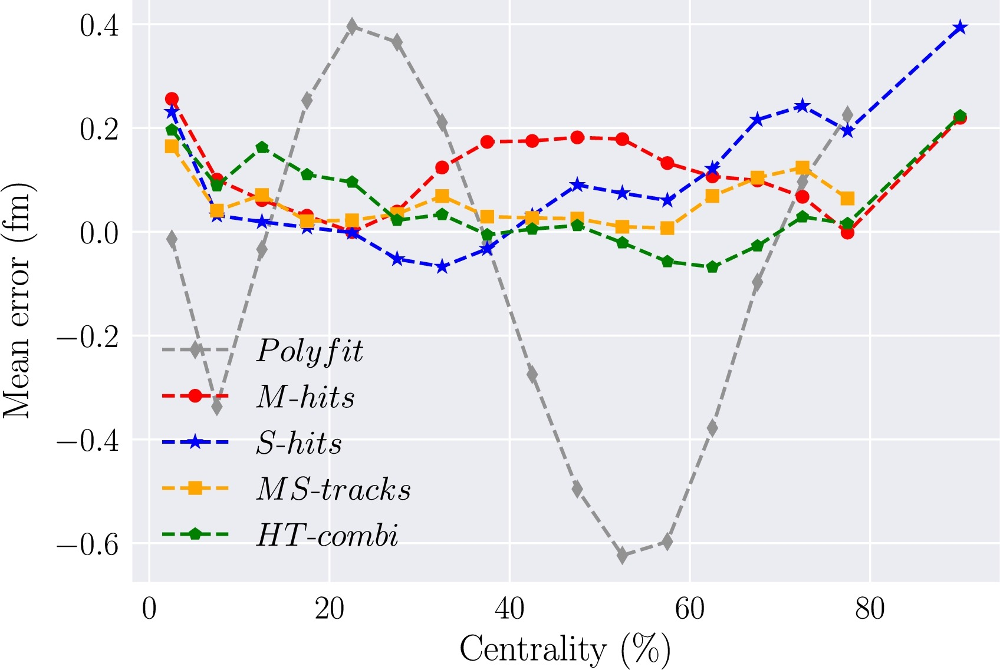 0.4
0.2
0.0
−0.2
−0.4
−0.6
Mean error (fm)
Polyfit
M-hits
S-hits
MS-tracks
HT-combi
0 20 40 60 80
Centrality (%)